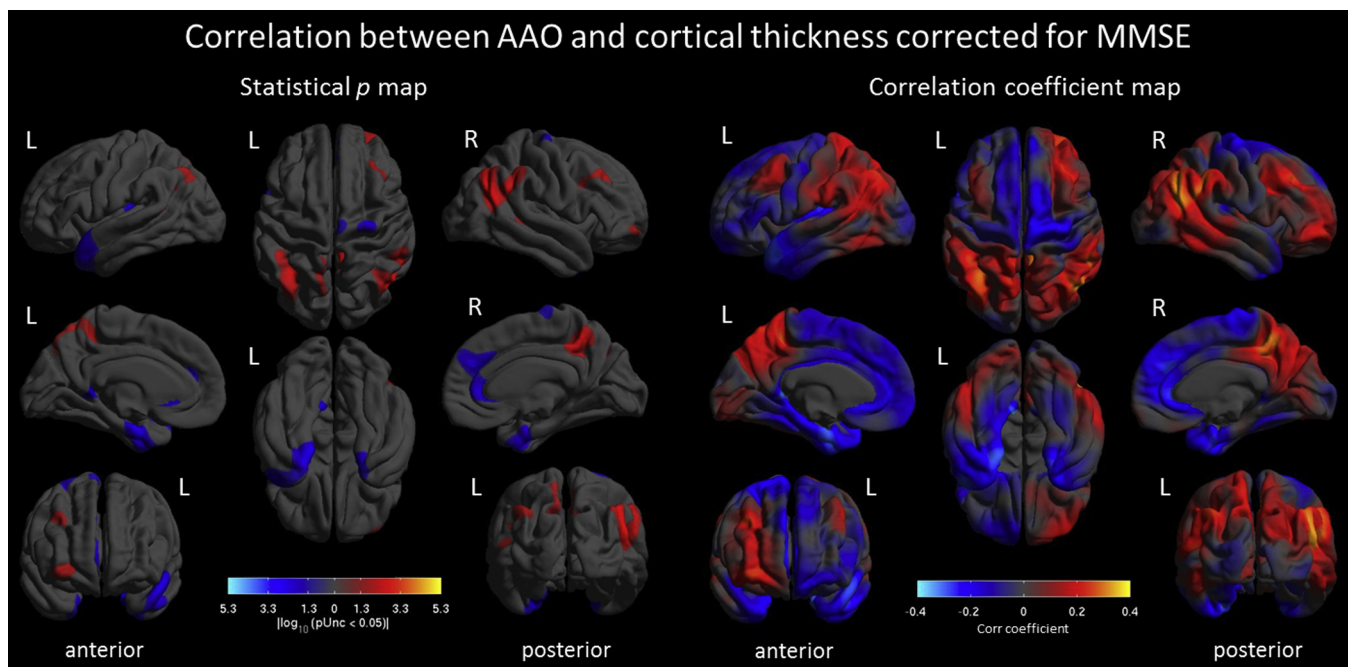 Correlation between AAO and cortical thickness corrected for MMSE
Statistical p map
Correlation coefficient map
L
L
R
L
L
R
L
R
L
L
L
R
L
L
L
L
5.3 3.3 1.3 0 1.3 3.3 5.3
|log10 (pUnc < 0.05)|
-0.4 -0.2 0 0.2 0.4
Corr coefficient
anterior
posterior
anterior
posterior